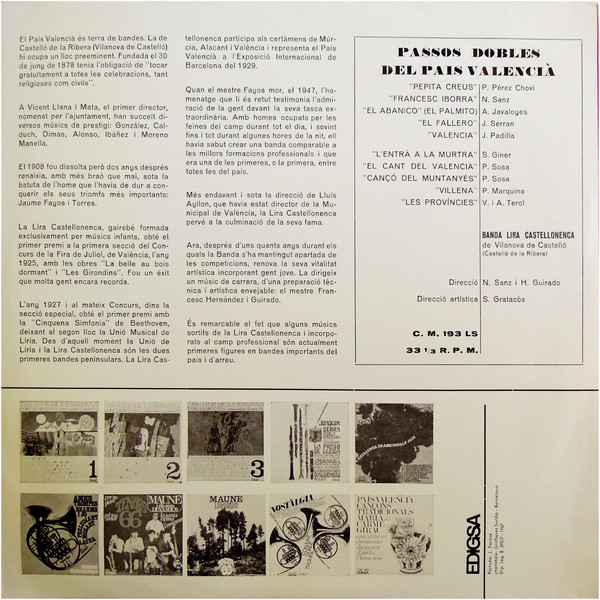 El País Valencià és terra de bandes. La de
Castelló de la Ribera (Vilanova de Castelló)
hi ocupa un lloc preeminent. Fundada el 30
de juny de 1878 tenia l'obligació de "tocar
gratuïtament a totes les celebracions, tant
religioses com civils".
A Vicent Llana i Mata, el primer director,
nomenat per l'ajuntament, han succeït di-
versos músics de prestigi: González, Cal-
duch, Dimas, Alonso, Ibáñez i Moreno
Manella.
El 1908 fou dissolta però dos anys després
renaixia, amb més braó que mai, sota la
batuta de l'home que l'havia de dur a con-
querir els seus triomfs més importants:
Jaume Fayos i Torres.
La Lira Castellonenca, gairebé formada
exclusivament per músics infants, obté el
primer premi a la primera secció del Con-
curs de la Fira de Juliol, de València, l'any
1925, amb les obres "La belle au bois
dormant" i "Les Girondins". Fou un èxit
que molta gent encara recorda.
L'any 1927 i al mateix Concurs, dins la
secció especial, obté el primer premi amb
la "Cinquena Simfonia" de Beethoven,
deixant al segon lloc la Unió Musical de
Llíria. Des d'aquell moment la Unió de
Llíria i la Lira Castellonenca són les dues
primeres bandes peninsulars. La Lira Cas-
tellonenca participa als certàmens de Múr-
cia, Alacant i València i representa el País
Valencià a l'Exposició Internacional de
Barcelona del 1929.
Quan el mestre Fayos mor, el 1947, l'ho-
menatge que li és retut testimonia l'admi-
ració de la gent davant la seva tasca ex-
traordinària. Amb homes ocupats per les
feines del camp durant tot el dia, i sovint
fins i tot durant algunes hores de la nit, ell
havia sabut crear una banda comparable a
les millors formacions professionals i que
era una de les primeres, o la primera, entre
totes les del país.
Més endavant i sota la direcció de Lluís
Ayllon, que havia estat director de la Mu-
nicipal de València, la Lira Castellonenca
pervé a la culminació de la seva fama.
Ara, després d'uns quants anys durant els
quals la Banda s'ha mantingut apartada de
les competicions, renova la seva vitalitat
artística incorporant gent jove. La dirigeix
un músic de carrera, d'una preparació tèc-
nica i artística envejable: el mestre Fran-
cesc Hernández i Guirado.
És remarcable el fet que alguns músics
sortits de la Lira Castellonenca i incorpo-
rats al camp professional són actualment
primeres figures en bandes importants del
país i d'arreu.
PASSOS DOBLES
DEL PAIS VALENCIÀ
"PEPITA CREUS" P. Pérez Chovi
"FRANCESC IBORRA" N. Sanz
"EL ABANICO" (EL PALMITO) A. Javaloyes
"EL FALLERO" J. Serran
"VALENCIA" J. Padilla
"L'ENTRÀ A LA MURTRA" S. Giner
"EL CANT DEL VALENCIÀ" P. Sosa
"CANÇÓ DEL MUNTANYÉS" P. Sosa
"VILLENA" P. Marquina
"LES PROVÍNCIES" V. i A. Terol
BANDA LIRA CASTELLONENCA
de Vilanova de Castelló
(Castelló de la Ribera)
Direcció N. Sanz i H. Guirado
Direcció artística S. Gratacòs
C. M. 193 LS
33 1/3 R. P. M.
1
2
3
JOAQUIM
SERRA
66
MAUNE
MAUNE
NOSTÀLGIA
PAÍS VALENCIÀ
CANÇONS
TRADICIONALS
MARIA
CARME
GIRAU
EDIGSA